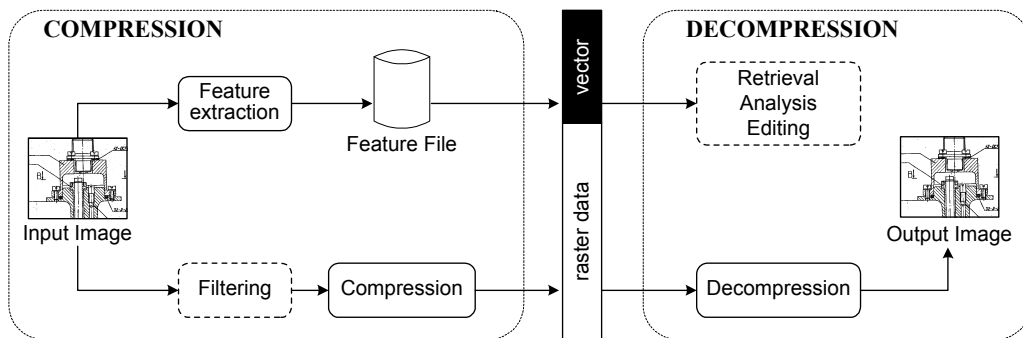 COMPRESSION
Feature
extraction
Feature File
Input Image
Filtering
Compression
vector
raster data
DECOMPRESSION
Retrieval
Analysis
Editing
Decompression
Output Image